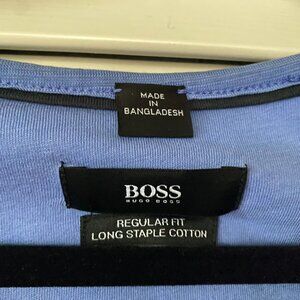 MADE
IN
BANGLADESH
BOSS
HUGO BOSS
REGULAR FIT
LONG STAPLE COTTON